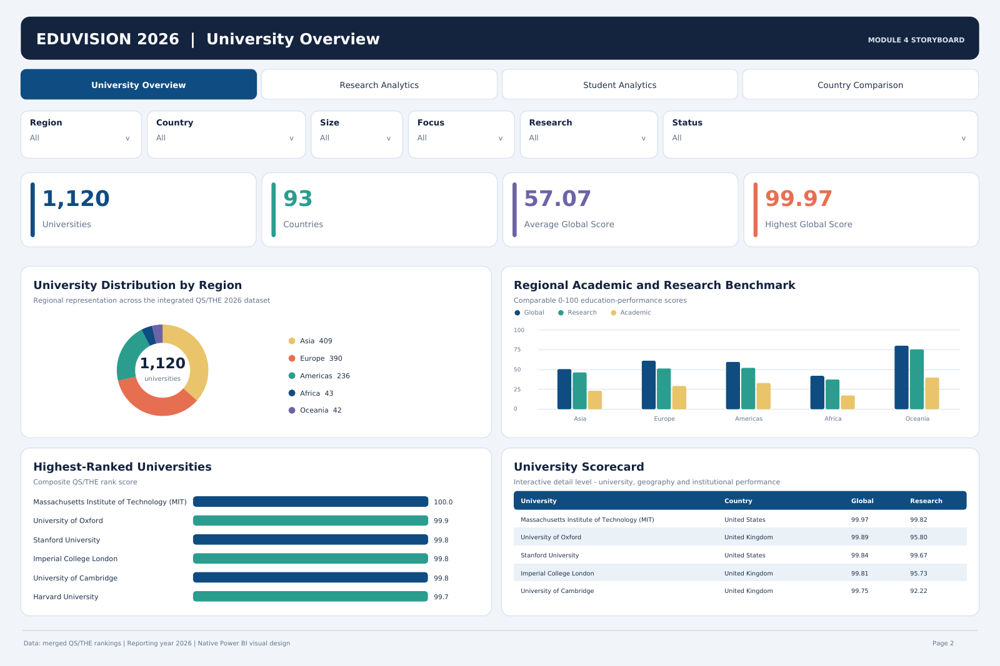 EDUVISION 2026 | University Overview
MODULE 4 STORYBOARD
University Overview
Research Analytics
Student Analytics
Country Comparison
Region
All v
Country
All v
Size
All v
Focus
All v
Research
All v
Status
All v
1,120
Universities
93
Countries
57.07
Average Global Score
99.97
Highest Global Score
University Distribution by Region
Regional representation across the integrated QS/THE 2026 dataset
1,120
universities
Asia 409
Europe 390
Americas 236
Africa 43
Oceania 42
Regional Academic and Research Benchmark
Comparable 0-100 education-performance scores
Global Research Academic
100
75
50
25
0
Asia Europe Americas Africa Oceania
Highest-Ranked Universities
Composite QS/THE rank score
Massachusetts Institute of Technology (MIT) 100.0
University of Oxford 99.9
Stanford University 99.8
Imperial College London 99.8
University of Cambridge 99.8
Harvard University 99.7
University Scorecard
Interactive detail level - university, geography and institutional performance
University Country Global Research
Massachusetts Institute of Technology (MIT) United States 99.97 99.82
University of Oxford United Kingdom 99.89 95.80
Stanford University United States 99.84 99.67
Imperial College London United Kingdom 99.81 95.73
University of Cambridge United Kingdom 99.75 92.22
Data: merged QS/THE rankings | Reporting year 2026 | Native Power BI visual design
Page 2